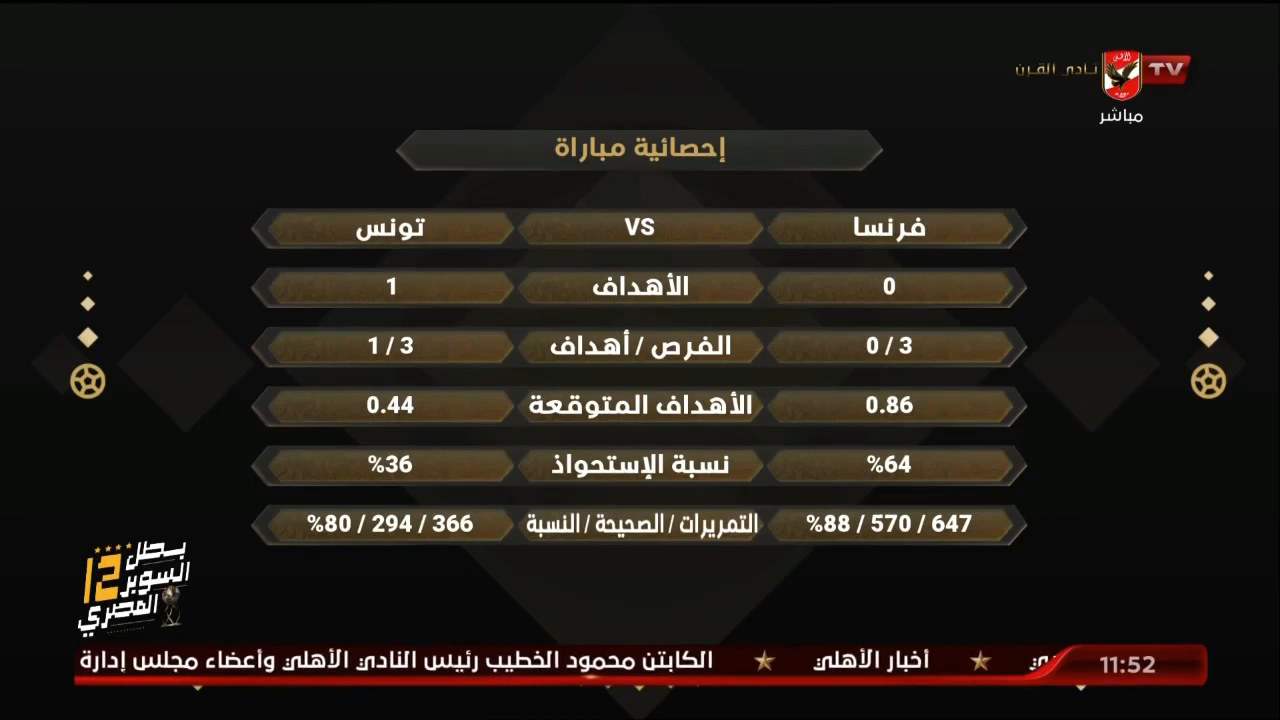 نادي القرن TV
مباشر
إحصائية مباراة
فرنسا VS تونس
0 الأهداف 1
0 / 3 الفرص / أهداف 1 / 3
0.86 الأهداف المتوقعة 0.44
%64 نسبة الإستحواذ %36
%88 / 570 / 647 التمريرات / الصحيحة / النسبة %80 / 294 / 366
بطل
12 السوبر
المصري
11:52 أخبار الأهلي الكابتن محمود الخطيب رئيس النادي الأهلي وأعضاء مجلس إدارة